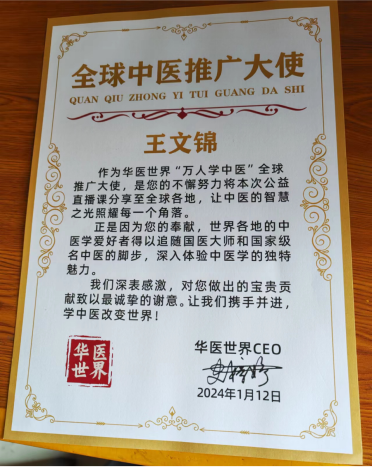 全球中医推广大使
QUAN QIU ZHONG YI TUI GUANG DA SHI
王文锦
作为华医世界“万人学中医”全球
推广大使，是您的不懈努力将本次公益
直播课分享至全球各地，让中医的智慧
之光照耀每一个角落。
正是因为您的奉献，世界各地的中
医学爱好者得以追随国医大师和国家级
名中医的脚步，深入体验中医学的独特
魅力。
我们深表感激，对您做出的宝贵贡
献致以最诚挚的谢意。让我们携手并进，
学中医改变世界！
华医世界CEO
华医
世界
2024年1月12日